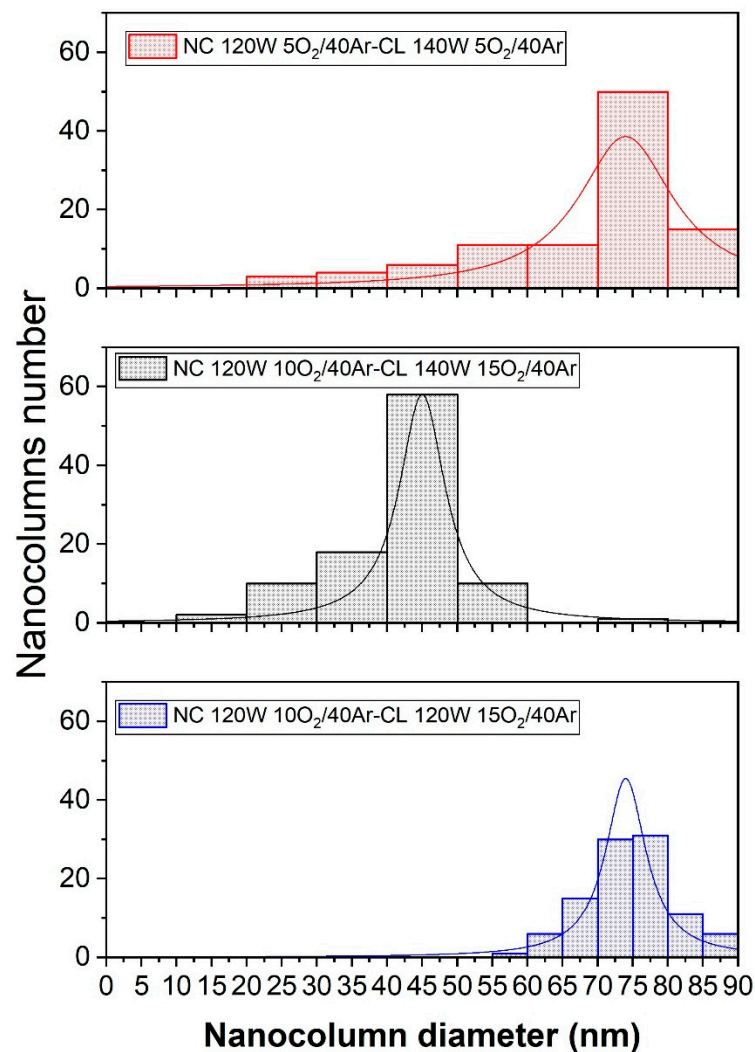 60
NC 120W 5O₂/40Ar-CL 140W 5O₂/40Ar
40
20
0
60
NC 120W 10O₂/40Ar-CL 140W 15O₂/40Ar
40
20
0
60
NC 120W 10O₂/40Ar-CL 120W 15O₂/40Ar
40
20
0
0 5 10 15 20 25 30 35 40 45 50 55 60 65 70 75 80 85 90
Nanocolumns number
Nanocolumn diameter (nm)